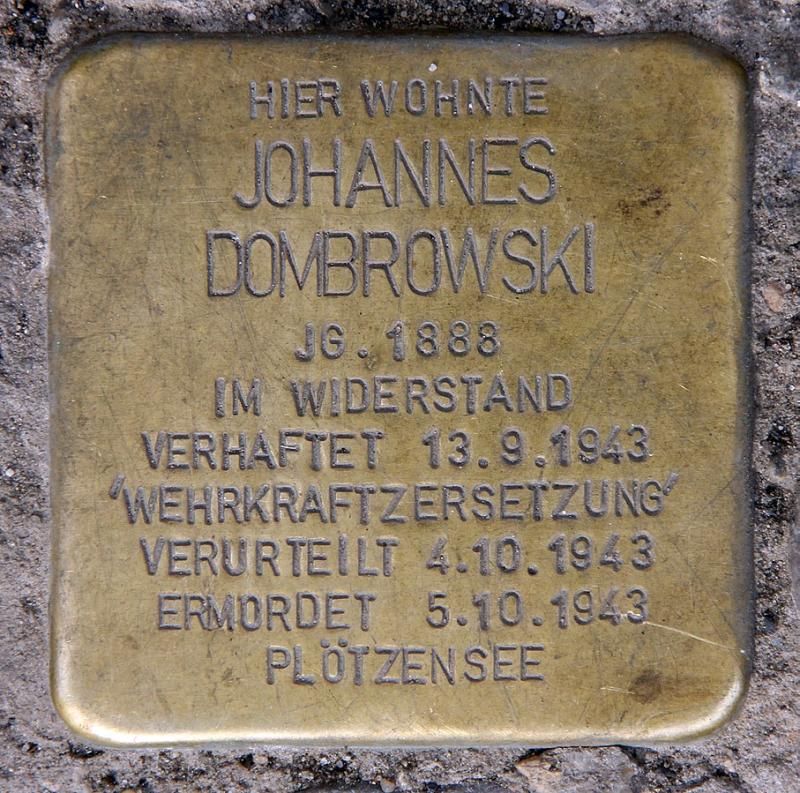 HIER WOHNTE
JOHANNES
DOMBROWSKI
JG. 1888
IM WIDERSTAND
VERHAFTET 13.9.1943
'WEHRKRAFTZERSETZUNG'
VERURTEILT 4.10.1943
ERMORDET 5.10.1943
PLÖTZENSEE